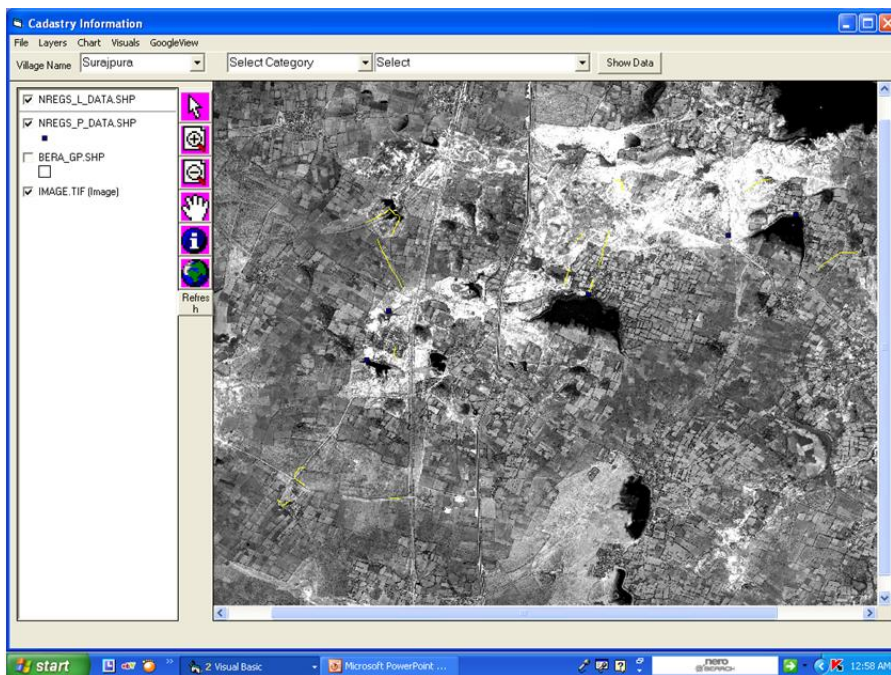 Cadastry Information
File Layers Chart Visuals GoogleView
Village Name Surajpura Select Category Select Show Data
NREGS_L_DATA.SHP
NREGS_P_DATA.SHP
BERA_GP.SHP
IMAGE.TIF (Image)
Refres
h
start 2 Visual Basic Microsoft PowerPoint ... nero SEARCH 12:58 AM